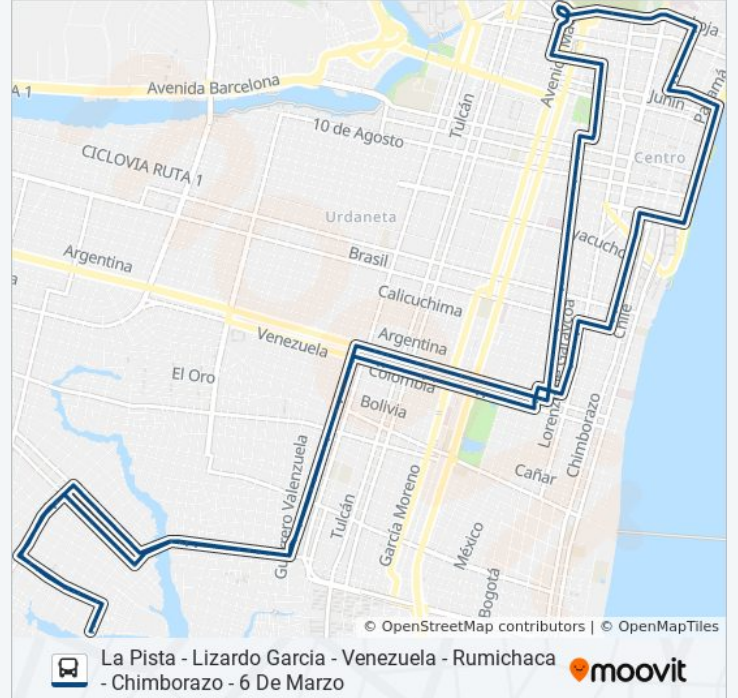 Loja
A 1
Avenida Barcelona
Avenida Ma
Junín
Panamá
Tulcán
10 de Agosto
Centro
CICLOVIA RUTA 1
Urdaneta
yacucho
Brasil
Argentina
Calicuchima
Chile
Argentina
Venezuela
Lorenzo de Garaycoa
Colombia
El Oro
Bolivia
Chimborazo
Guerrero Valenzuela
Cañar
García Moreno
Tulcán
México
Bogotá
© OpenStreetMap contributors | © OpenMapTiles
La Pista - Lizardo Garcia - Venezuela - Rumichaca
- Chimborazo - 6 De Marzo
moovit